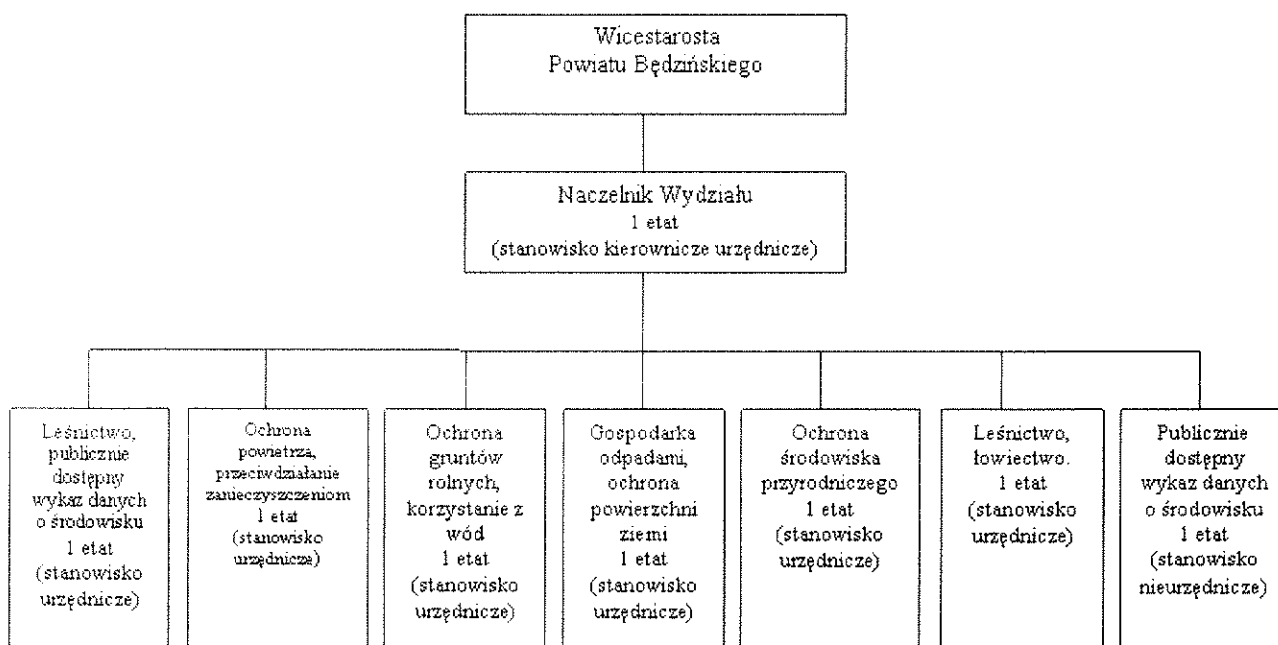 Wicestarosta
Powiatu Będzińskiego
Naczelnik Wydziału
1 etat
(stanowisko kierownicze urzędnicze)
Leśnictwo,
publicznie
dostępny
wykaz danych
o środowisku
1 etat
(stanowisko
urzędnicze)
Ochrona
powietrza,
przeciwdziałanie
zanieczyszczeniom
1 etat
(stanowisko
urzędnicze)
Ochrona
gruntów
rolnych,
korzystanie z
wód
1 etat
(stanowisko
urzędnicze)
Gospodarka
odpadami,
ochrona
powierzchni
ziemi
1 etat
(stanowisko
urzędnicze)
Ochrona
środowiska
przyrodniczego
1 etat
(stanowisko
urzędnicze)
Leśnictwo,
łowiectwo.
1 etat
(stanowisko
urzędnicze)
Publicznie
dostępny
wykaz danych
o środowisku
1 etat
(stanowisko
nieurzędnicze)